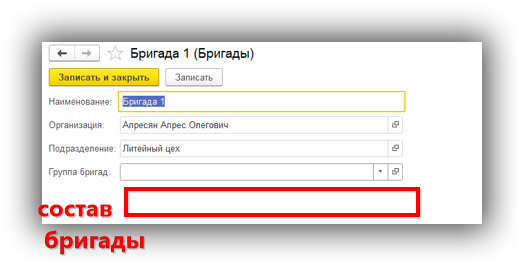 Бригада 1 (Бригады)
Записать и закрыть Записать
Наименование: Бригада 1
Организация: Апресян Апрес Олегович
Подразделение: Литейный цех
Группа бригад:
состав
бригады